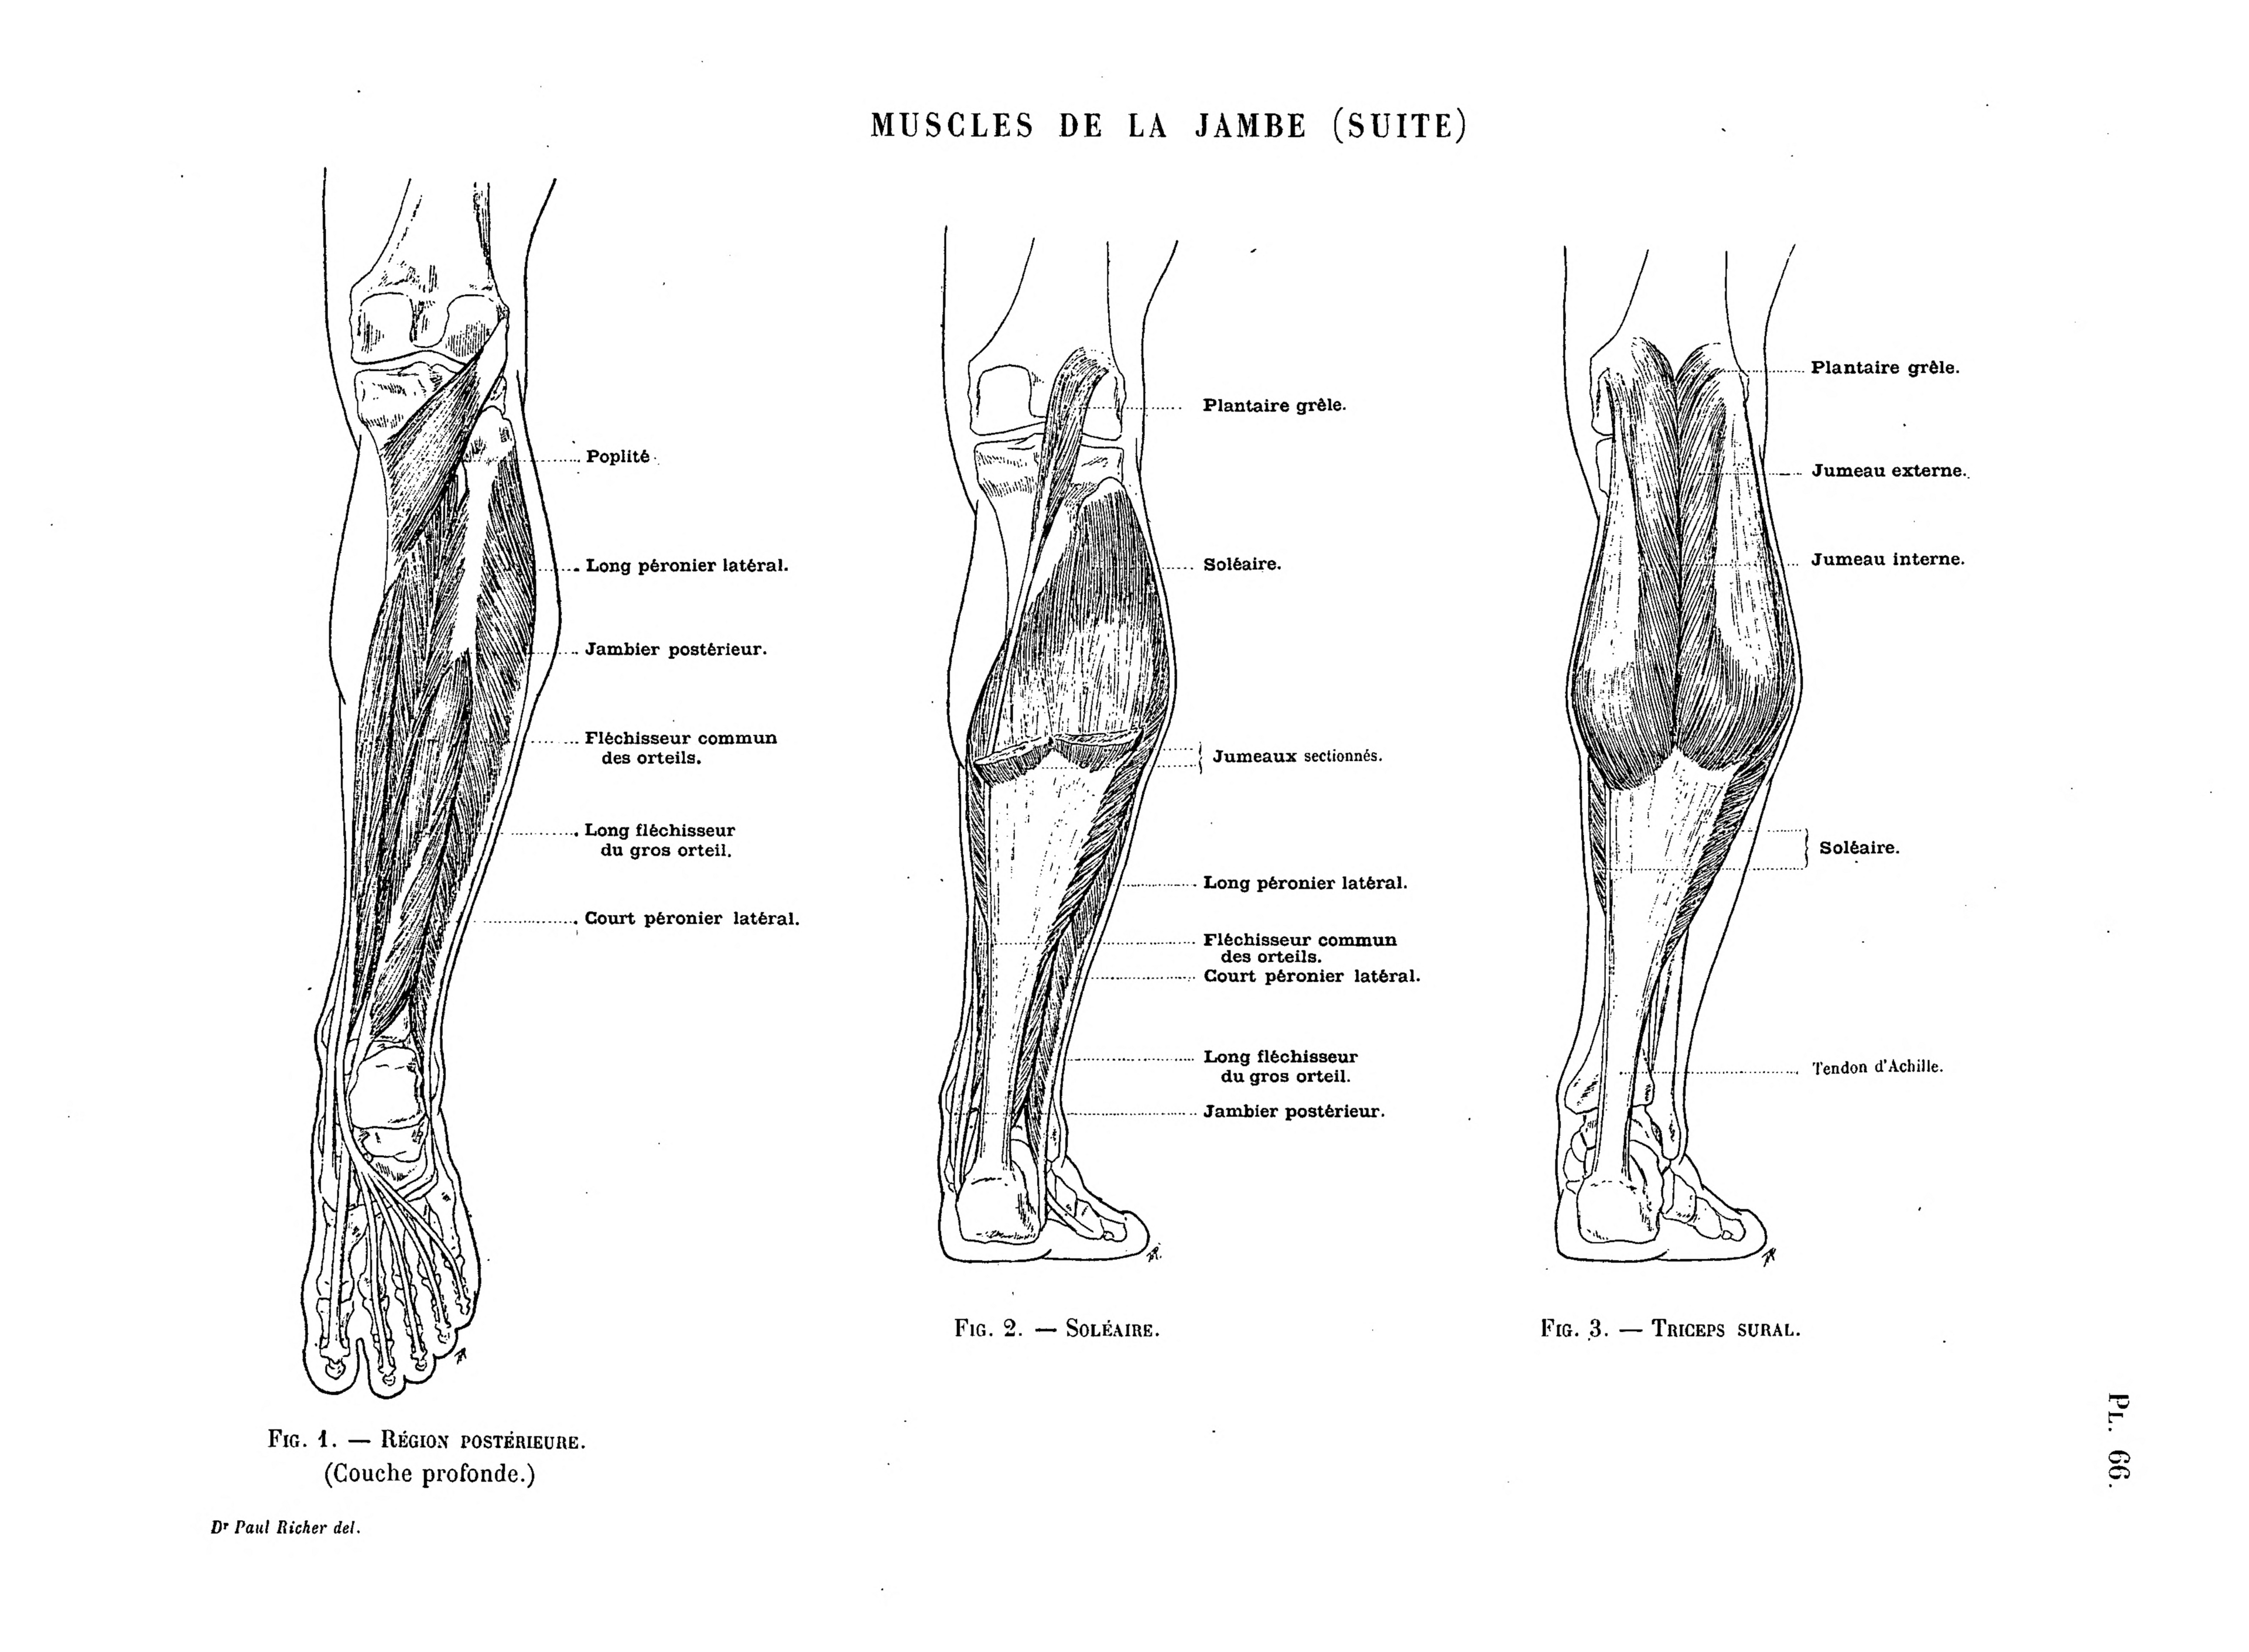 MUSCLES DE LA JAMBE (SUITE)
Poplité
Long péronier latéral.
Jambier postérieur.
Fléchisseur commun
des orteils.
Long fléchisseur
du gros orteil.
Court péronier latéral.
FIG. 1. — RÉGION POSTÉRIEURE.
(Couche profonde.)
Plantaire grêle.
Soléaire.
Jumeaux sectionnés.
Long péronier latéral.
Fléchisseur commun
des orteils.
Court péronier latéral.
Long fléchisseur
du gros orteil.
Jambier postérieur.
FIG. 2. — SOLÉAIRE.
Plantaire grêle.
Jumeau externe.
Jumeau interne.
Soléaire.
Tendon d'Achille.
FIG. 3. — TRICEPS SURAL.
Dr Paul Richer del.
PL. 66.